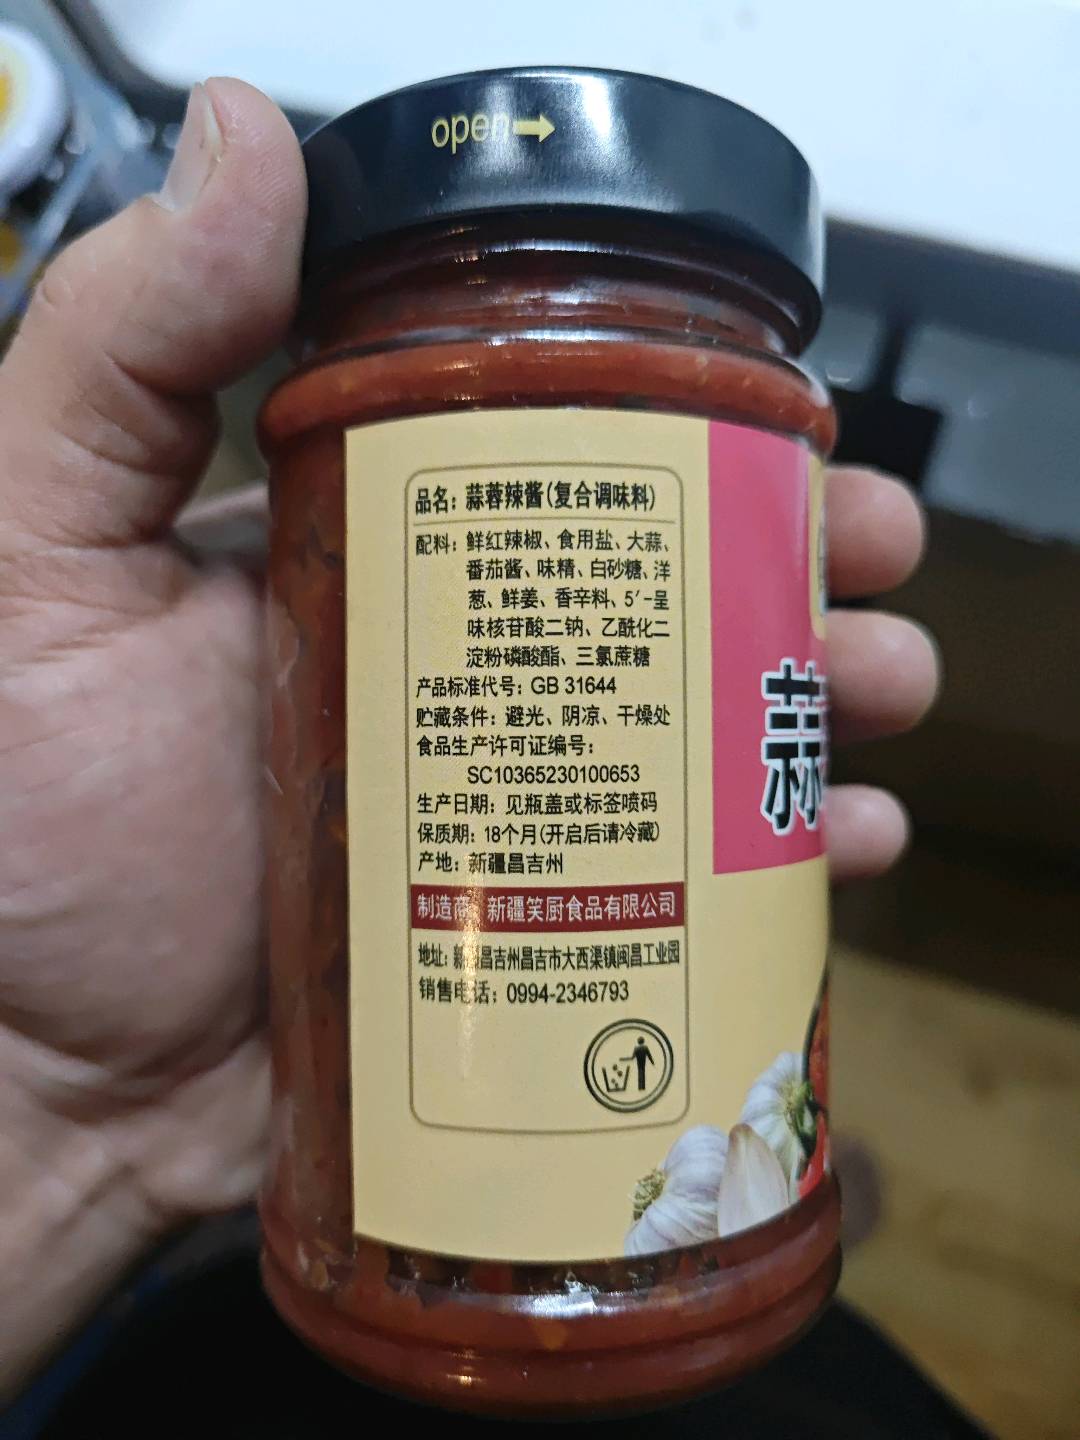 open
品名：蒜蓉辣酱(复合调味料)
配料：鲜红辣椒、食用盐、大蒜、
番茄酱、味精、白砂糖、洋
葱、鲜姜、香辛料、5′-呈
味核苷酸二钠、乙酰化二
淀粉磷酸酯、三氯蔗糖
产品标准代号：GB 31644
贮藏条件：避光、阴凉、干燥处
食品生产许可证编号：
SC10365230100653
生产日期：见瓶盖或标签喷码
保质期：18个月(开启后请冷藏)
产地：新疆昌吉州
制造商：新疆笑厨食品有限公司
地址：新疆昌吉州昌吉市大西渠镇闽昌工业园
销售电话：0994-2346793
蒜